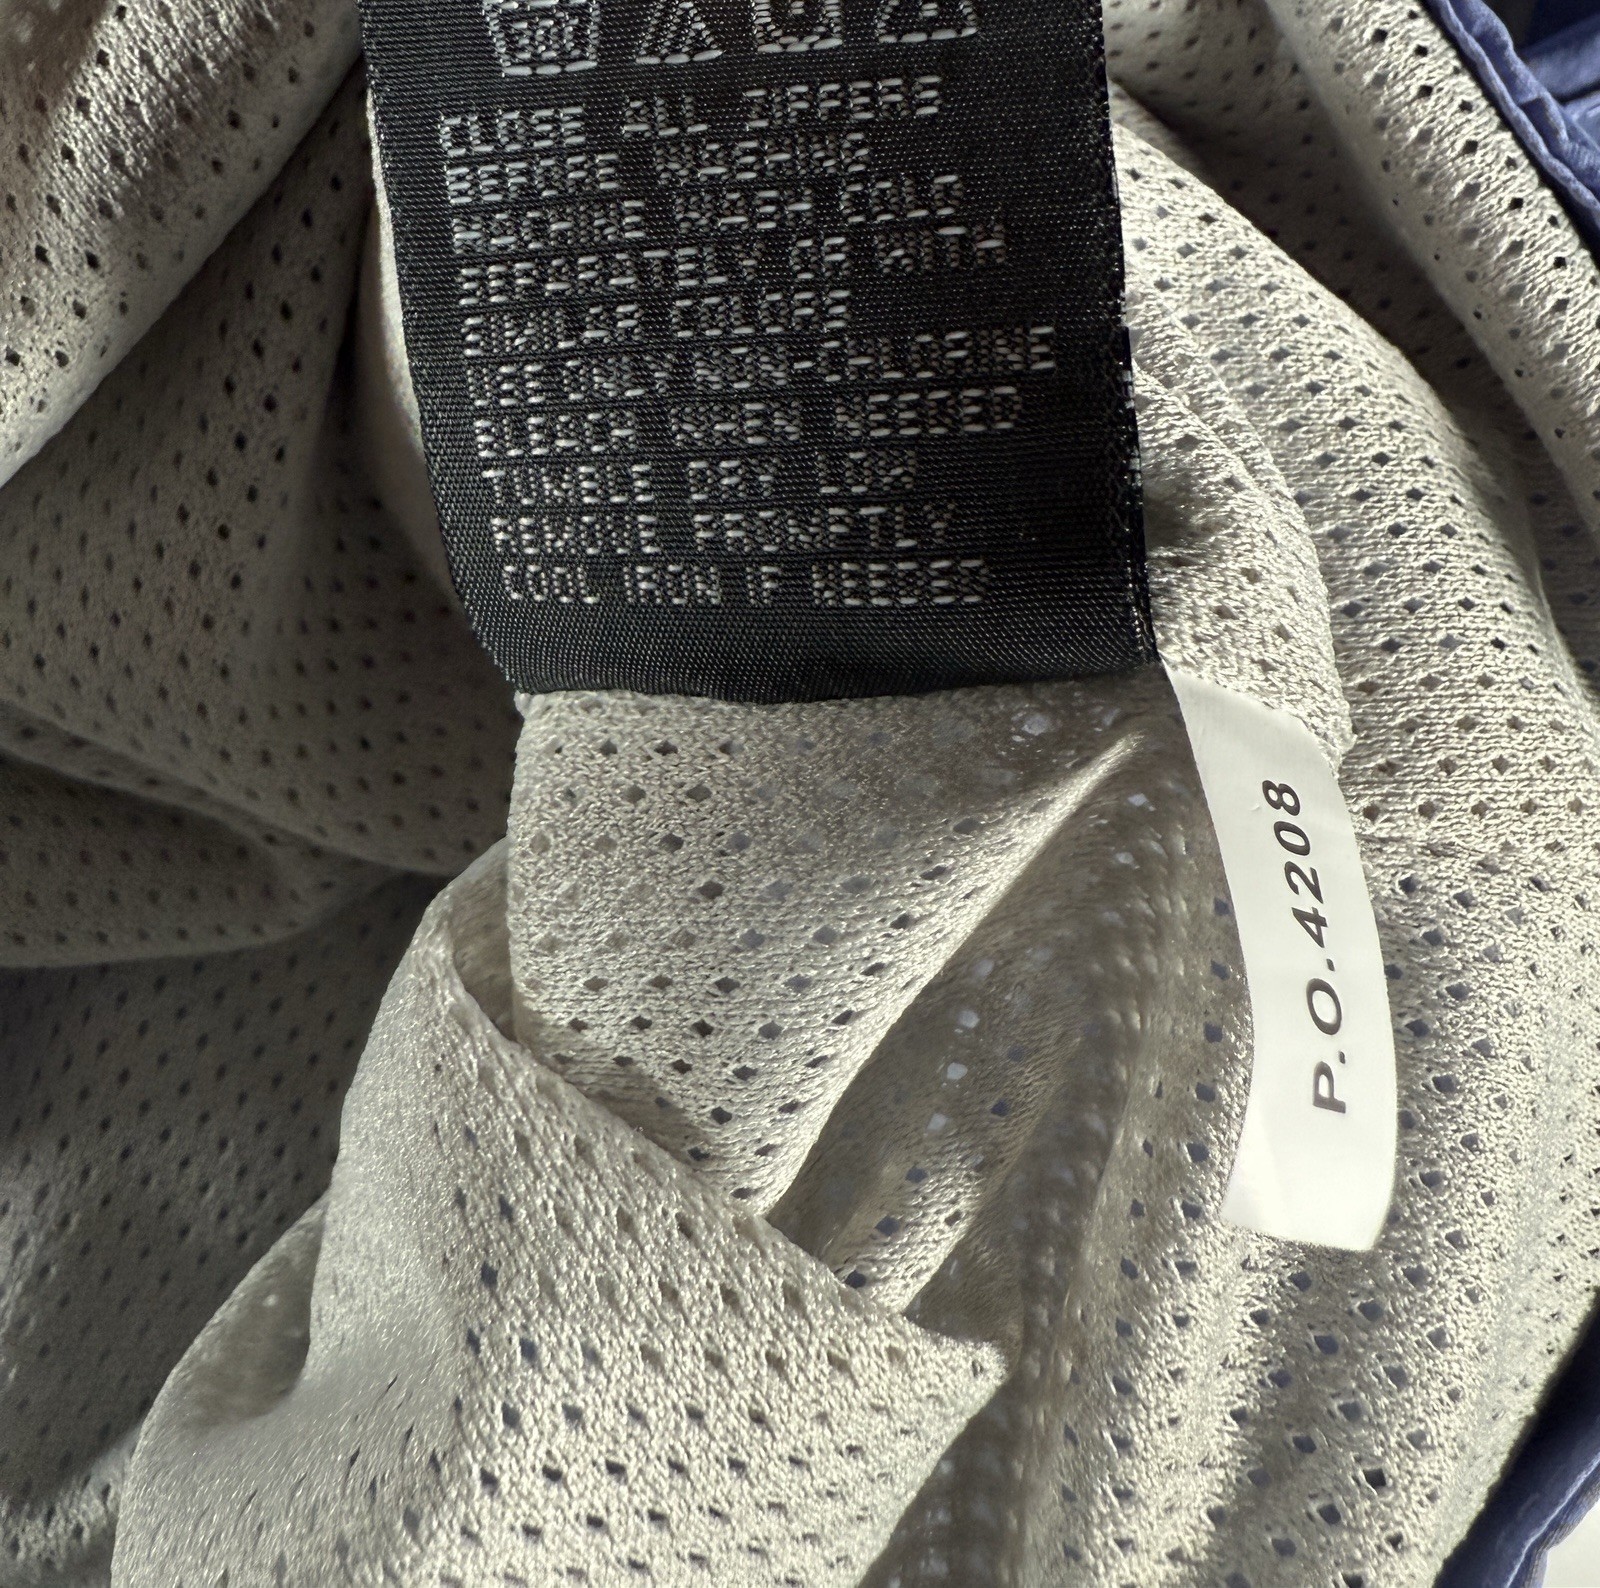 CLOSE ALL ZIPPERS
BEFORE MACHINE
MACHINE WASH COLD
SEPARATELY OR WITH
SIMILAR COLORS
USE ONLY NON-CHLORINE
BLEACH WHEN NEEDED
TUMBLE DRY LOW
REMOVE PROMPTLY
COOL IRON IF NEEDED
P.O.4208